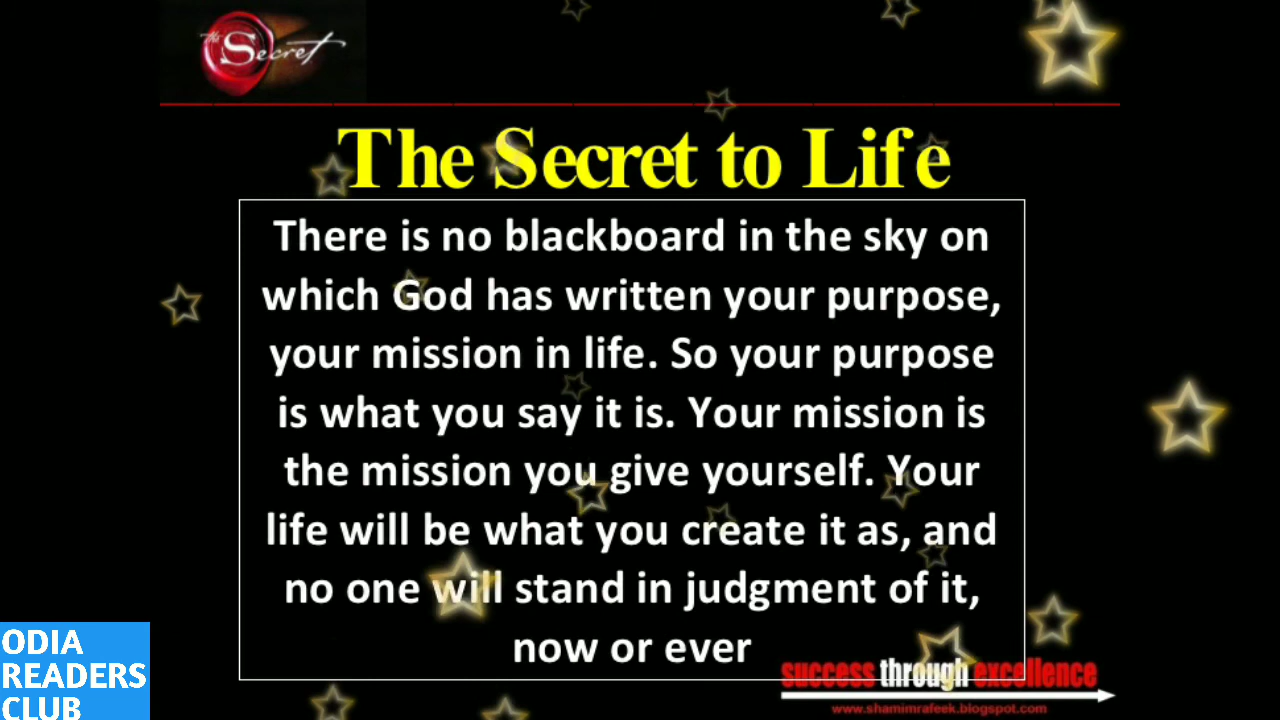 the Secret
The Secret to Life
There is no blackboard in the sky on
which God has written your purpose,
your mission in life. So your purpose
is what you say it is. Your mission is
the mission you give yourself. Your
life will be what you create it as, and
no one will stand in judgment of it,
now or ever
success through excellence
www.shamimrafeek.blogspot.com
ODIA
READERS
CLUB